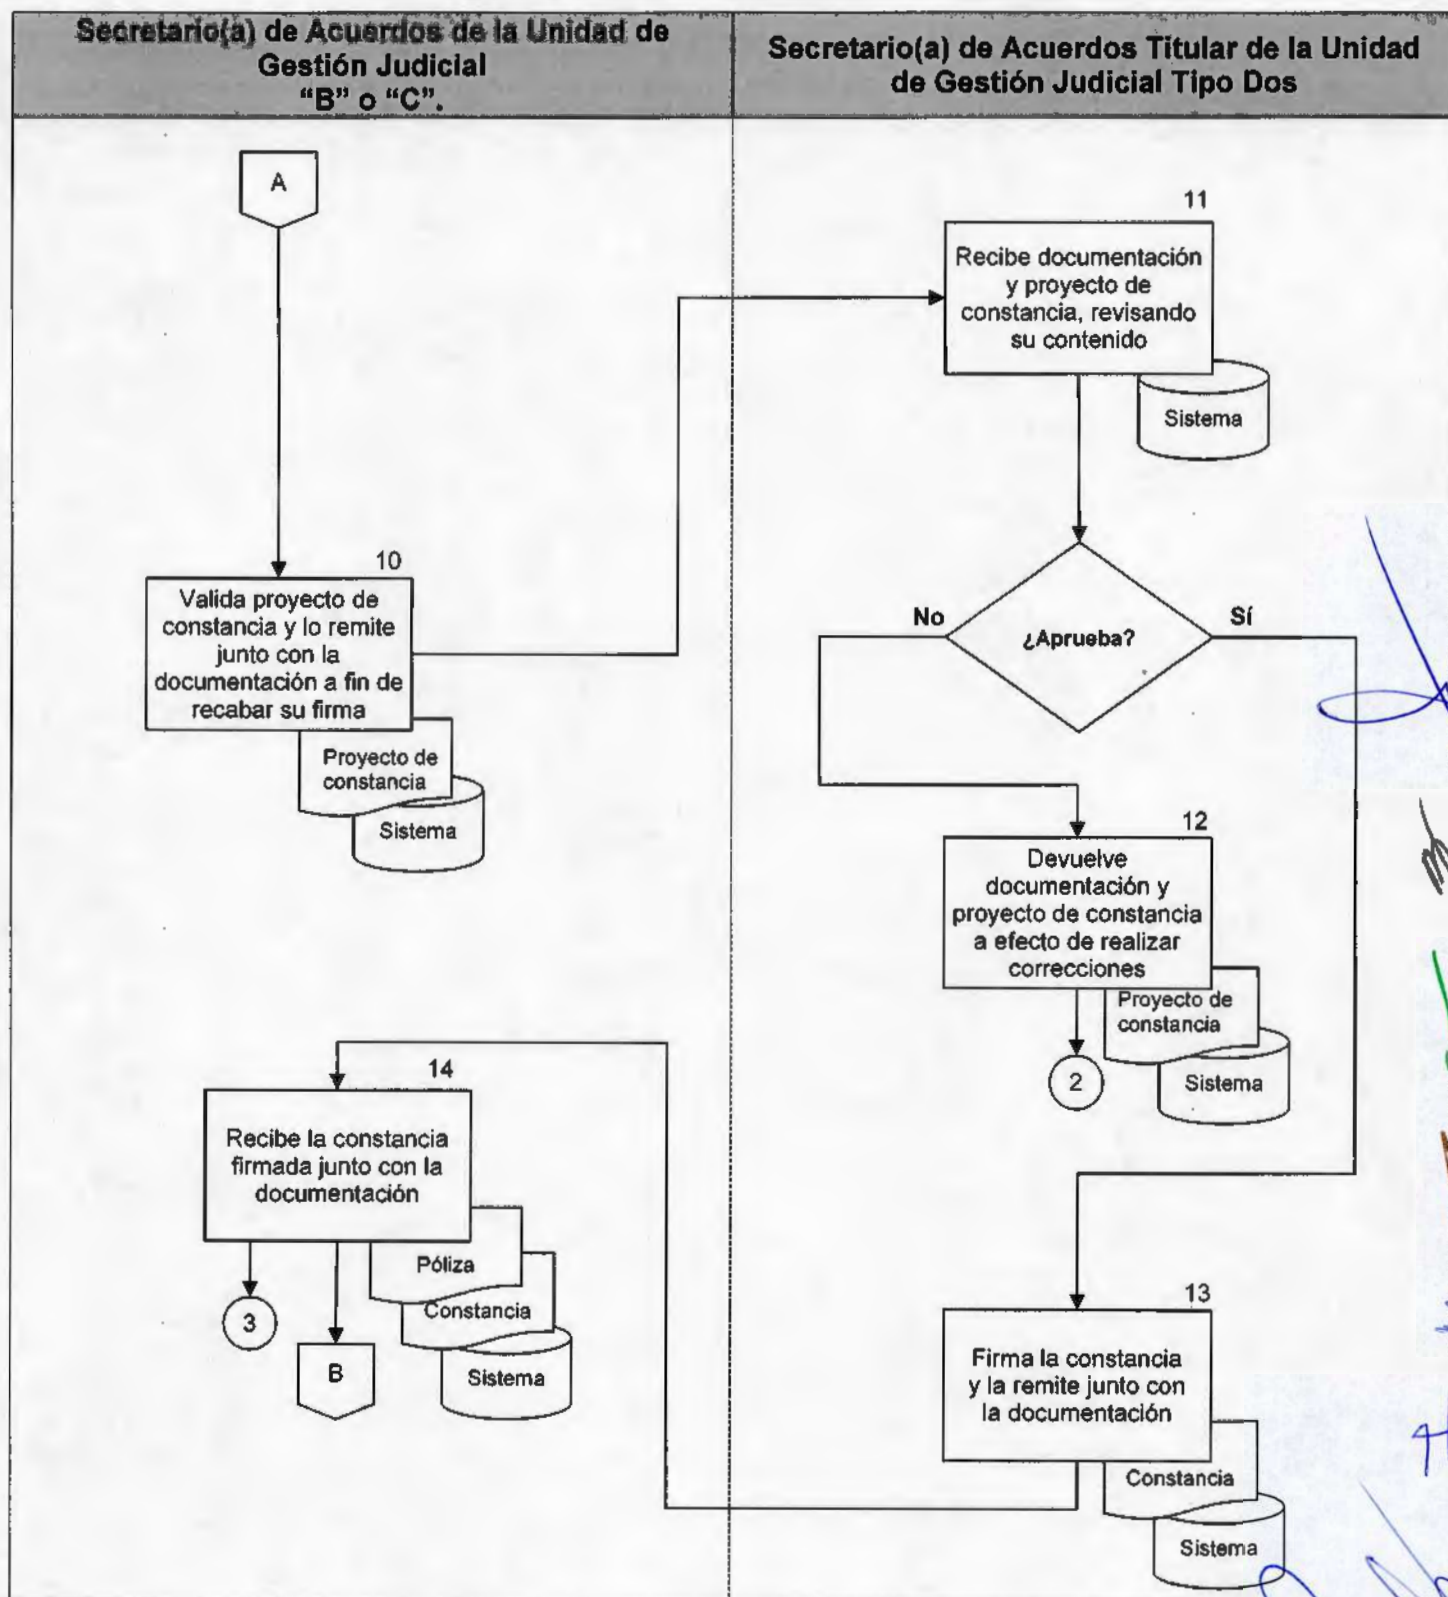 Secretario(a) de Acuerdos de la Unidad de
Gestión Judicial
"B" o "C".
Secretario(a) de Acuerdos Titular de la Unidad
de Gestión Judicial Tipo Dos
A
11
Recibe documentación
y proyecto de
constancia, revisando
su contenido
Sistema
10
Valida proyecto de
constancia y lo remite
junto con la
documentación a fin de
recabar su firma
Proyecto de
constancia
Sistema
No
¿Aprueba?
Sí
12
Devuelve
documentación y
proyecto de constancia
a efecto de realizar
correcciones
Proyecto de
constancia
Sistema
2
14
Recibe la constancia
firmada junto con la
documentación
Póliza
Constancia
Sistema
3
B
13
Firma la constancia
y la remite junto con
la documentación
Constancia
Sistema